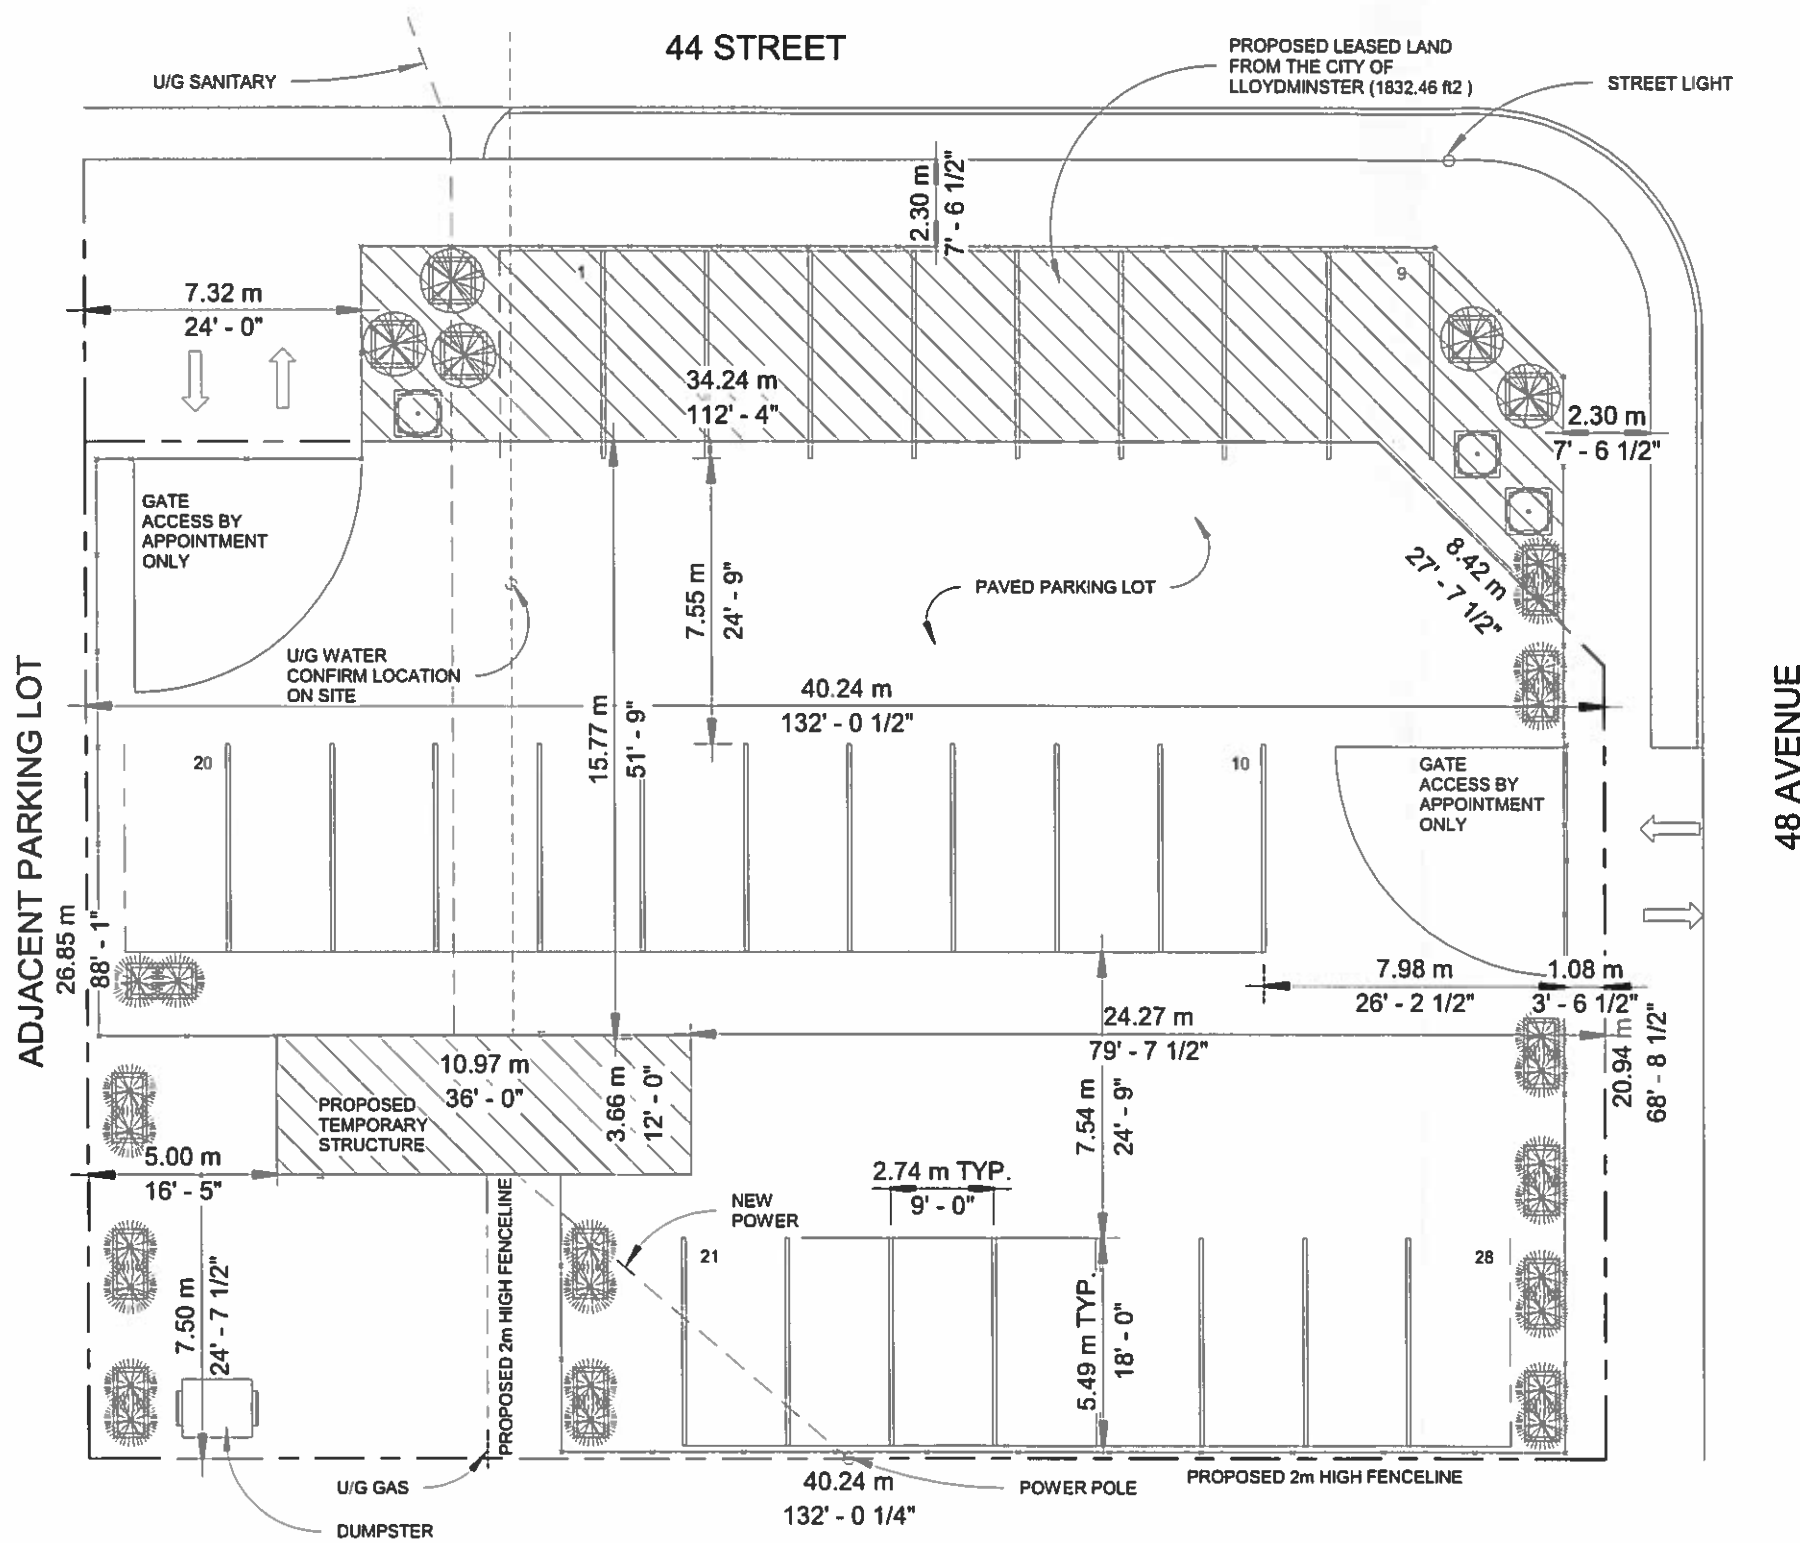 44 STREET
U/G SANITARY
PROPOSED LEASED LAND
FROM THE CITY OF
LLOYDMINSTER (1832.46 ft2 )
STREET LIGHT
2.30 m
7' - 6 1/2"
7.32 m
24' - 0"
1
9
34.24 m
112' - 4"
2.30 m
7' - 6 1/2"
GATE
ACCESS BY
APPOINTMENT
ONLY
8.42 m
27' - 7 1/2"
7.55 m
24' - 9"
PAVED PARKING LOT
U/G WATER
CONFIRM LOCATION
ON SITE
40.24 m
132' - 0 1/2"
15.77 m
51' - 9"
ADJACENT PARKING LOT
48 AVENUE
20
10
GATE
ACCESS BY
APPOINTMENT
ONLY
26.85 m
88' - 1"
7.98 m
26' - 2 1/2"
1.08 m
3' - 6 1/2"
24.27 m
79' - 7 1/2"
20.94 m
68' - 8 1/2"
10.97 m
36' - 0"
PROPOSED
TEMPORARY
STRUCTURE
3.66 m
12' - 0"
7.54 m
24' - 9"
5.00 m
16' - 5"
2.74 m TYP.
9' - 0"
NEW
POWER
21
28
7.50 m
24' - 7 1/2"
PROPOSED 2m HIGH FENCELINE
5.49 m TYP.
18' - 0"
U/G GAS
DUMPSTER
40.24 m
132' - 0 1/4"
POWER POLE
PROPOSED 2m HIGH FENCELINE